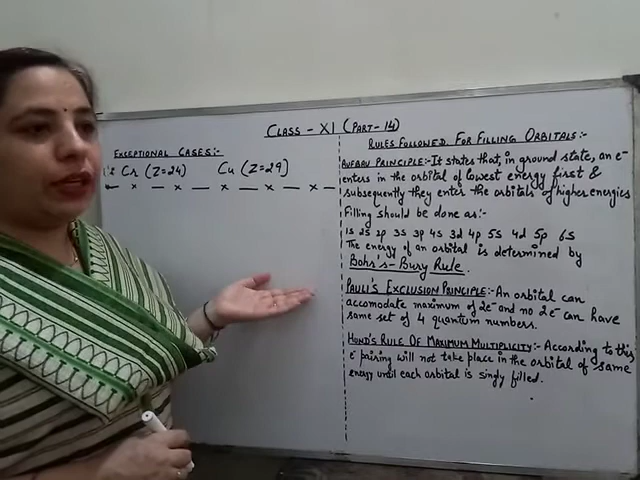 CLASS - XI (PART-14)
EXCEPTIONAL CASES:-
Cr (Z=24) Cu (Z=29]
RULES FOLLOWED FOR FILLING ORBITALS:-
AUFBAU PRINCIPLE:- It states that, in ground state, an e⁻
enters in the orbital of lowest energy first &
subsequently they enter the orbitals of higher energies
Filling should be done as:-
1s 2s 2p 3s 3p 4s 3d 4p 5s 4d 5p 6s
The energy of an orbital is determined by
Bohr's-Bury Rule.
PAULI'S EXCLUSION PRINCIPLE:- An orbital can
accomodate maximum of 2e⁻ and no 2e⁻ can have
same set of 4 quantum numbers.
HUND'S RULE OF MAXIMUM MULTIPLICITY:- According to this
e⁻ pairing will not take place in the orbital of same
energy until each orbital is singly filled.